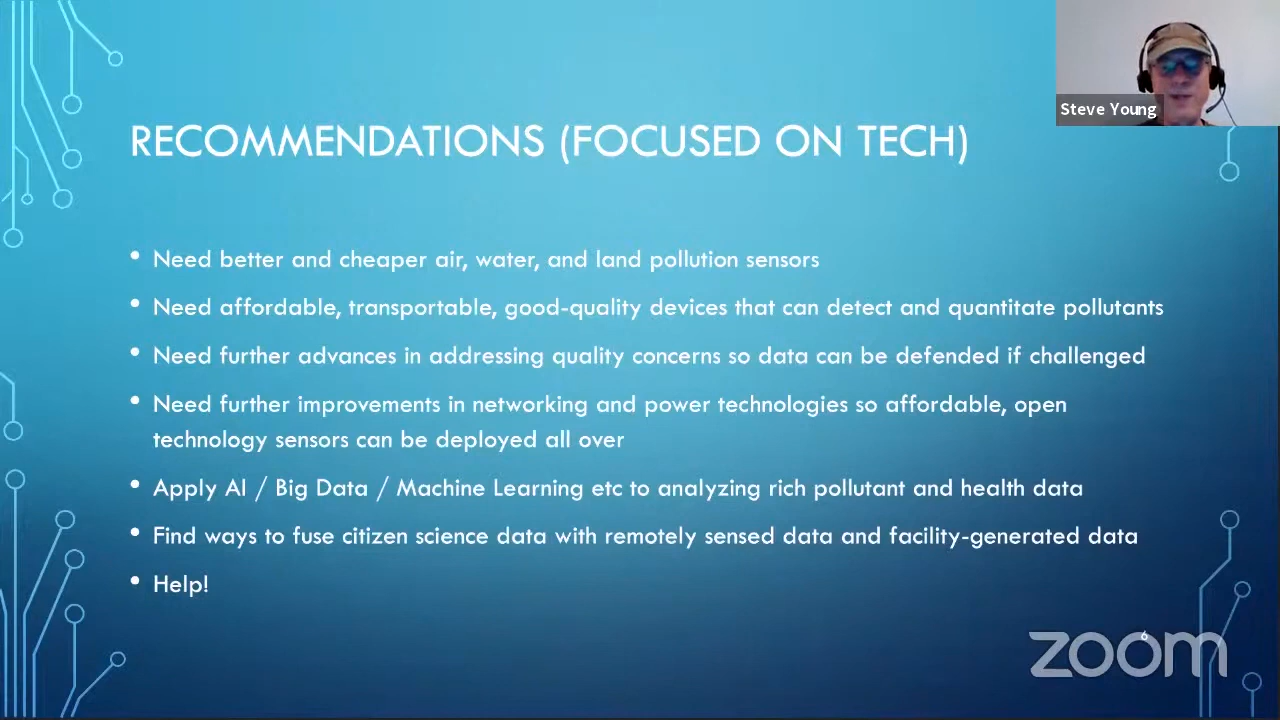 Steve Young
RECOMMENDATIONS (FOCUSED ON TECH)
• Need better and cheaper air, water, and land pollution sensors
• Need affordable, transportable, good-quality devices that can detect and quantitate pollutants
• Need further advances in addressing quality concerns so data can be defended if challenged
• Need further improvements in networking and power technologies so affordable, open
technology sensors can be deployed all over
• Apply AI / Big Data / Machine Learning etc to analyzing rich pollutant and health data
• Find ways to fuse citizen science data with remotely sensed data and facility-generated data
• Help!
6
zoom